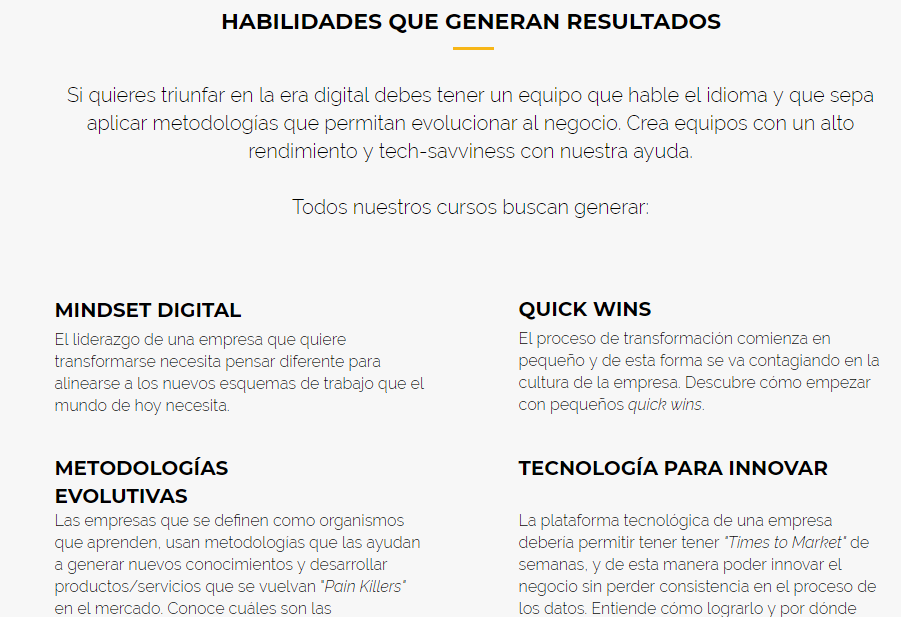 HABILIDADES QUE GENERAN RESULTADOS
Si quieres triunfar en la era digital debes tener un equipo que hable el idioma y que sepa
aplicar metodologías que permitan evolucionar al negocio. Crea equipos con un alto
rendimiento y tech-savviness con nuestra ayuda.
Todos nuestros cursos buscan generar:
MINDSET DIGITAL
El liderazgo de una empresa que quiere
transformarse necesita pensar diferente para
alinearse a los nuevos esquemas de trabajo que el
mundo de hoy necesita.
QUICK WINS
El proceso de transformación comienza en
pequeño y de esta forma se va contagiando en la
cultura de la empresa. Descubre cómo empezar
con pequeños quick wins.
METODOLOGÍAS
EVOLUTIVAS
Las empresas que se definen como organismos
que aprenden, usan metodologías que las ayudan
a generar nuevos conocimientos y desarrollar
productos/servicios que se vuelvan "Pain Killers"
en el mercado. Conoce cuáles son las
TECNOLOGÍA PARA INNOVAR
La plataforma tecnológica de una empresa
debería permitir tener tener "Times to Market" de
semanas, y de esta manera poder innovar el
negocio sin perder consistencia en el proceso de
los datos. Entiende cómo lograrlo y por dónde